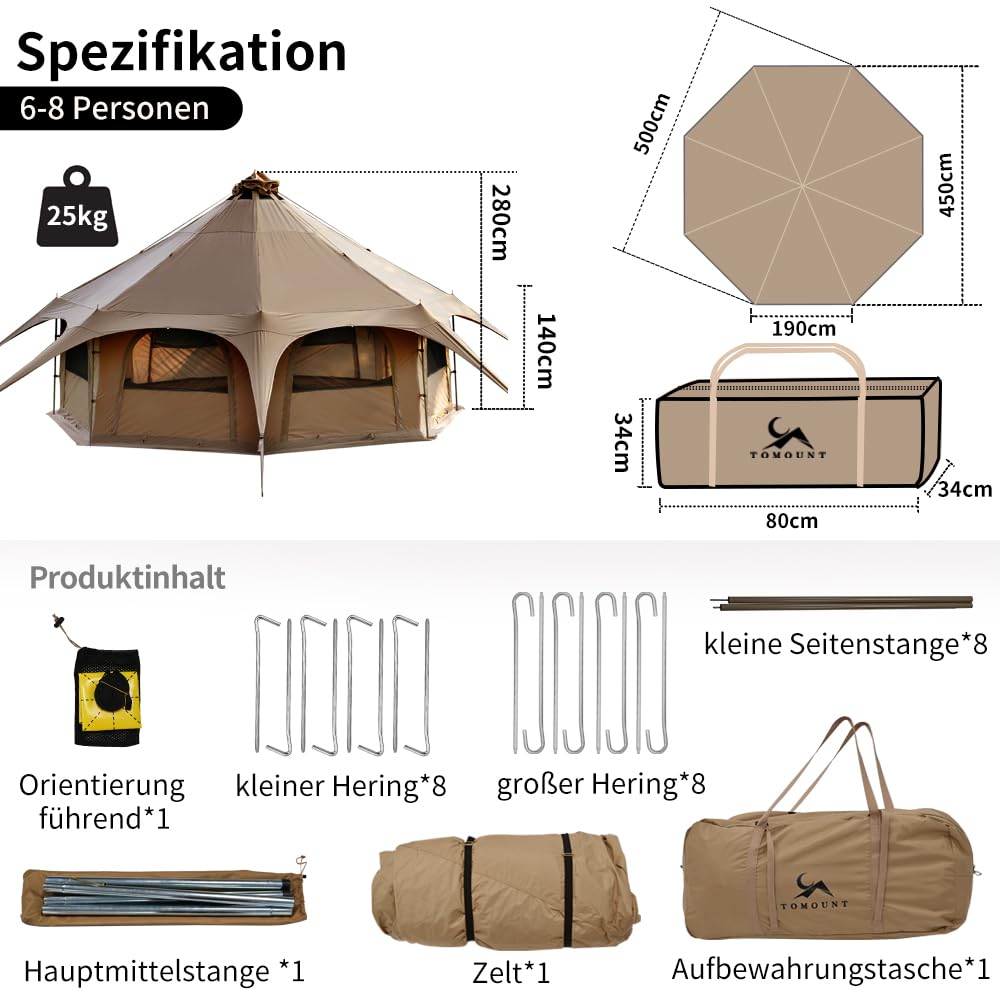 Spezifikation
6-8 Personen
25kg
280cm
140cm
500cm
450cm
190cm
34cm
TOMOUNT
34cm
80cm
Produktinhalt
kleine Seitenstange*8
Orientierung
führend*1
kleiner Hering*8
großer Hering*8
TOMOUNT
Hauptmittelstange *1
Zelt*1
Aufbewahrungstasche*1